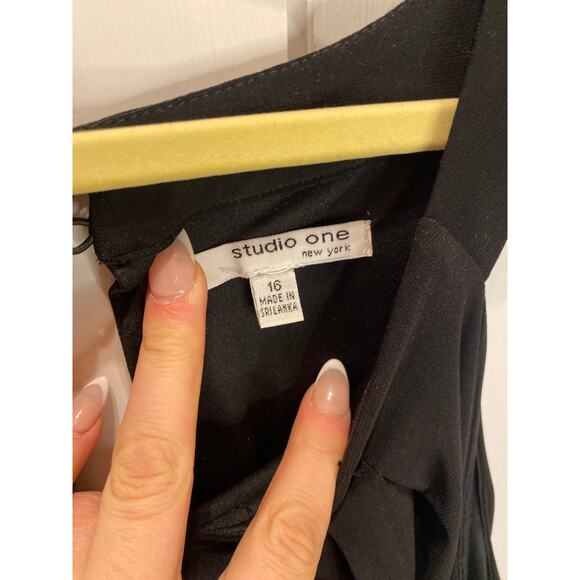 studio one
new york
16
MADE IN
SRI LANKA